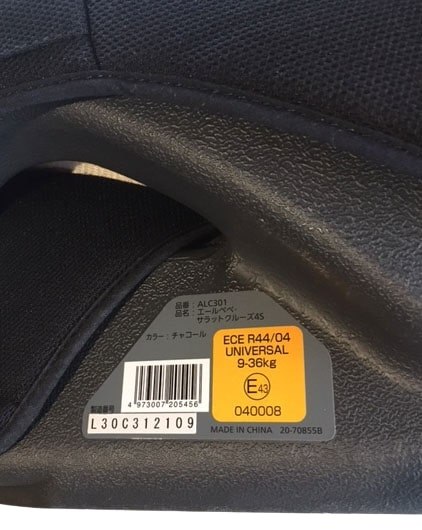 品番 : ALC301
品名 : エールベベ・
サラットクルーズ4S
カラー : チャコール
ECE R44/04
UNIVERSAL
9-36kg
E43
040008
4 973007 205456
製造番号
L30C312109
MADE IN CHINA 20-70855B